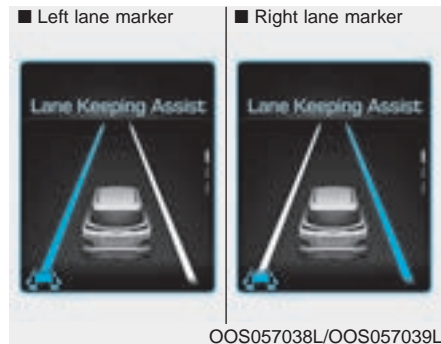 ■ Left lane marker
■ Right lane marker
Lane Keeping Assist
Lane Keeping Assist
OOS057038L/OOS057039L